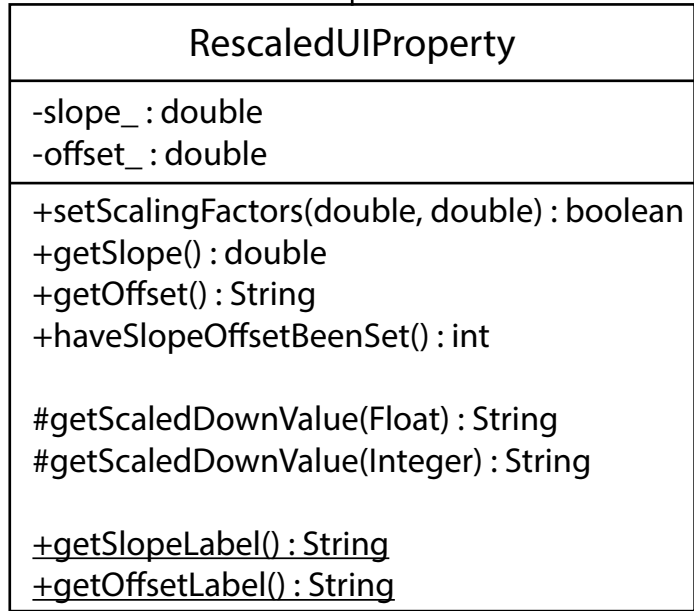 RescaledUIProperty
-slope_ : double
-offset_ : double
+setScalingFactors(double, double) : boolean
+getSlope() : double
+getOffset() : String
+haveSlopeOffsetBeenSet() : int
#getScaledDownValue(Float) : String
#getScaledDownValue(Integer) : String
+getSlopeLabel() : String
+getOffsetLabel() : String